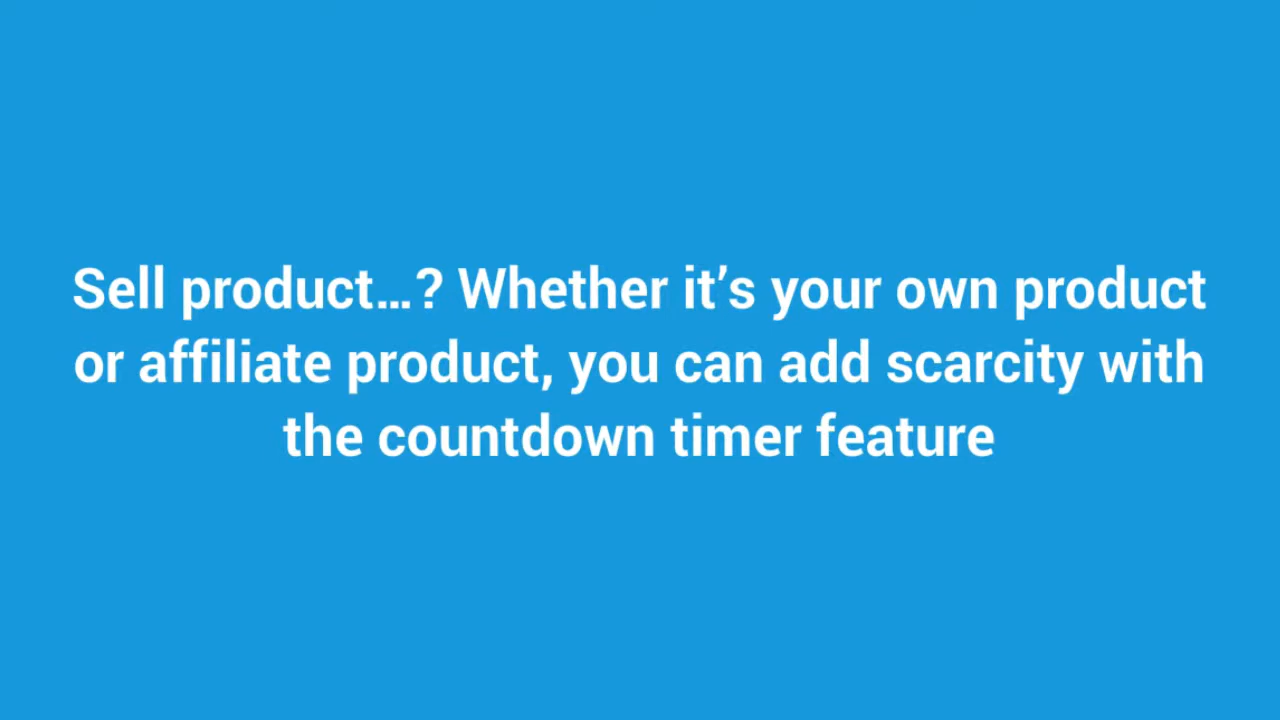 Sell product...? Whether it’s your own product
or affiliate product, you can add scarcity with
the countdown timer feature